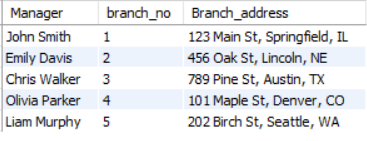 Manager branch_no Branch_address
John Smith 1 123 Main St, Springfield, IL
Emily Davis 2 456 Oak St, Lincoln, NE
Chris Walker 3 789 Pine St, Austin, TX
Olivia Parker 4 101 Maple St, Denver, CO
Liam Murphy 5 202 Birch St, Seattle, WA